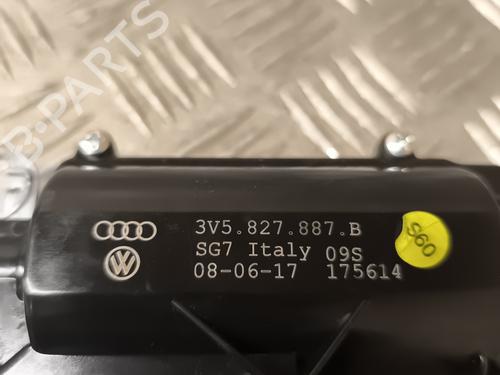 B-PARTS
3V5.827.887.B
SG7 Italy 09S
08-06-17 175614
S60